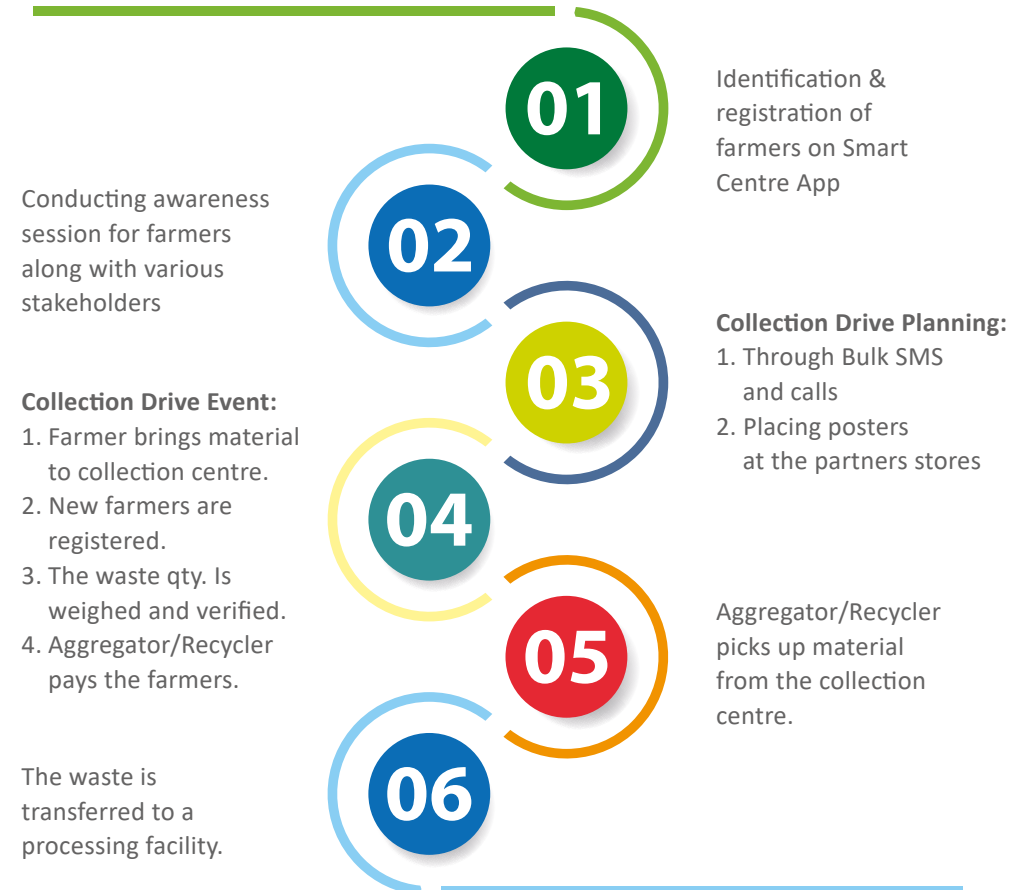 01
Identification &
registration of
farmers on Smart
Centre App
02
Conducting awareness
session for farmers
along with various
stakeholders
03
Collection Drive Planning:
1. Through Bulk SMS
and calls
2. Placing posters
at the partners stores
04
Collection Drive Event:
1. Farmer brings material
to collection centre.
2. New farmers are
registered.
3. The waste qty. Is
weighed and verified.
4. Aggregator/Recycler
pays the farmers.
05
Aggregator/Recycler
picks up material
from the collection
centre.
06
The waste is
transferred to a
processing facility.